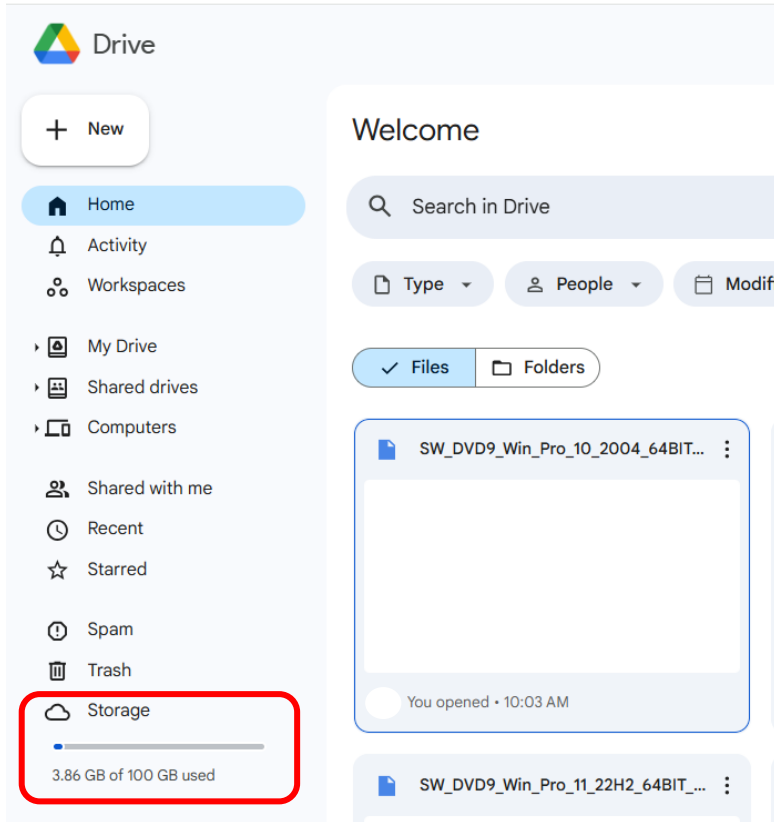 Drive
New
Home
Activity
Workspaces
My Drive
Shared drives
Computers
Shared with me
Recent
Starred
Spam
Trash
Storage
3.86 GB of 100 GB used
Welcome
Search in Drive
Type People Modif
Files Folders
SW_DVD9_Win_Pro_10_2004_64BIT...
You opened • 10:03 AM
SW_DVD9_Win_Pro_11_22H2_64BIT_...